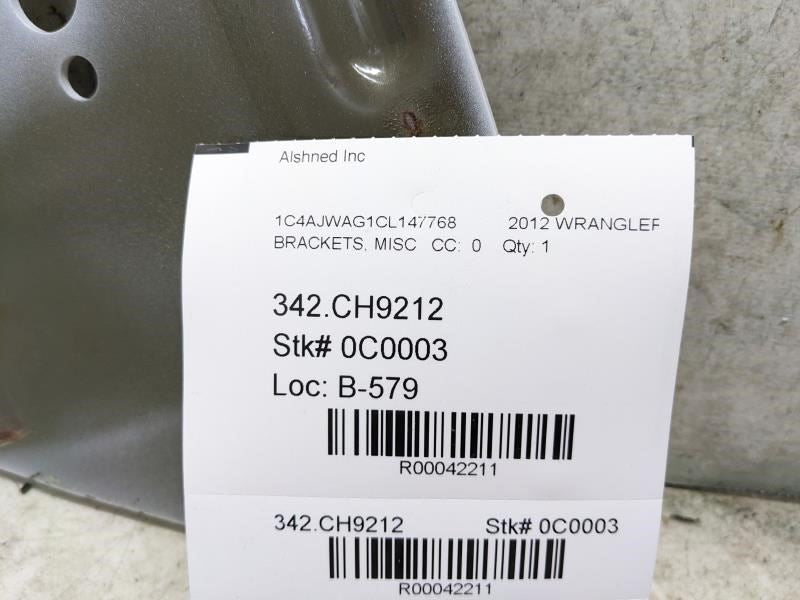 Alshned Inc
1C4AJWAG1CL147768 2012 WRANGLER
BRACKETS, MISC CC: 0 Qty: 1
342.CH9212
Stk# 0C0003
Loc: B-579
R00042211
342.CH9212 Stk# 0C0003
R00042211